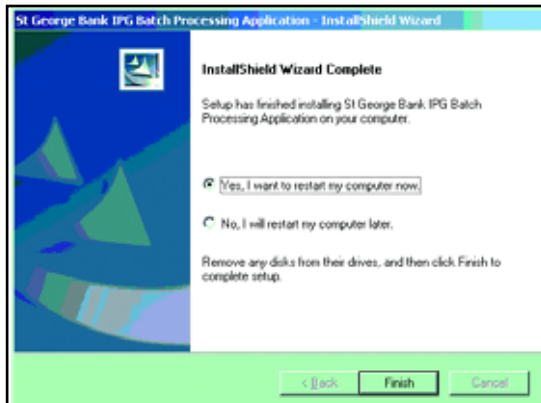 St George Bank IPG Batch Processing Application - InstallShield Wizard
InstallShield Wizard Complete
Setup has finished installing St George Bank IPG Batch
Processing Application on your computer.
Yes, I want to restart my computer now.
No, I will restart my computer later.
Remove any disks from their drives, and then click Finish to
complete setup.
< Back Finish Cancel